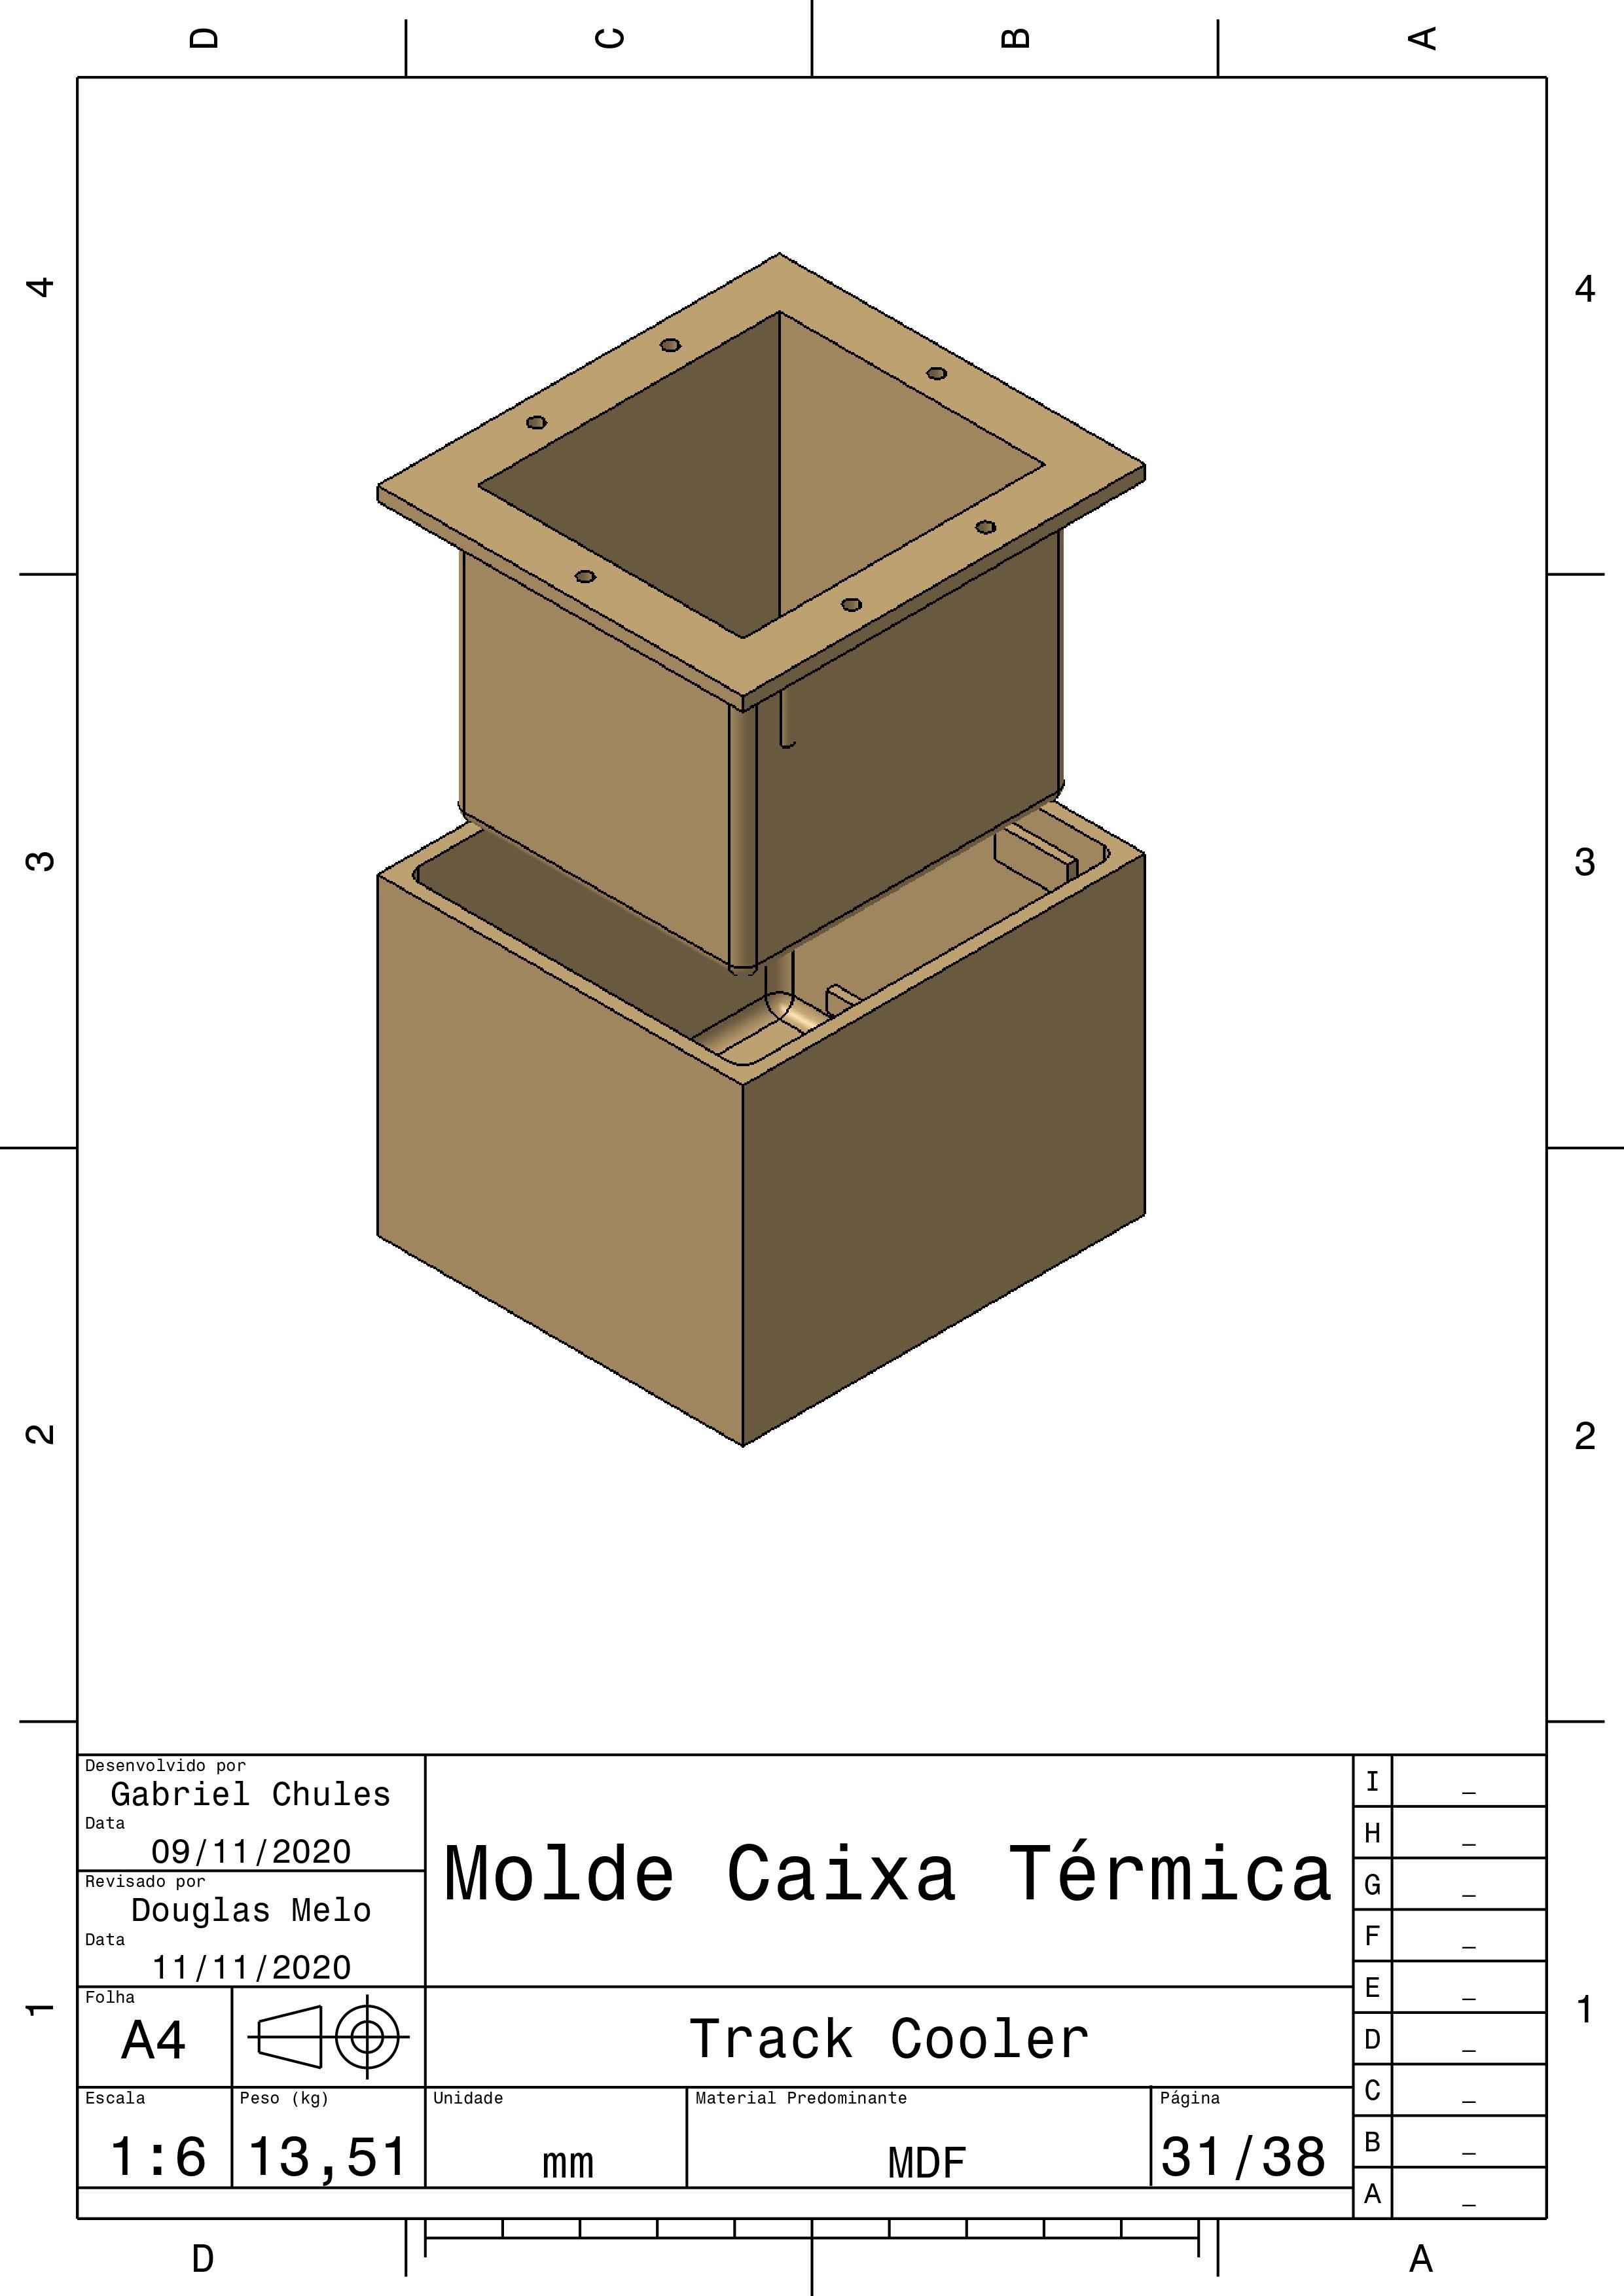 D C B A
4 4
3 3
2 2
1 1
Desenvolvido por
Gabriel Chules
Data
09/11/2020
Revisado por
Douglas Melo
Data
11/11/2020
Molde Caixa Térmica
Folha
A4
Track Cooler
Escala
1:6
Peso (kg)
13,51
Unidade
mm
Material Predominante
MDF
Página
31/38
I _
H _
G _
F _
E _
D _
C _
B _
A _
D A